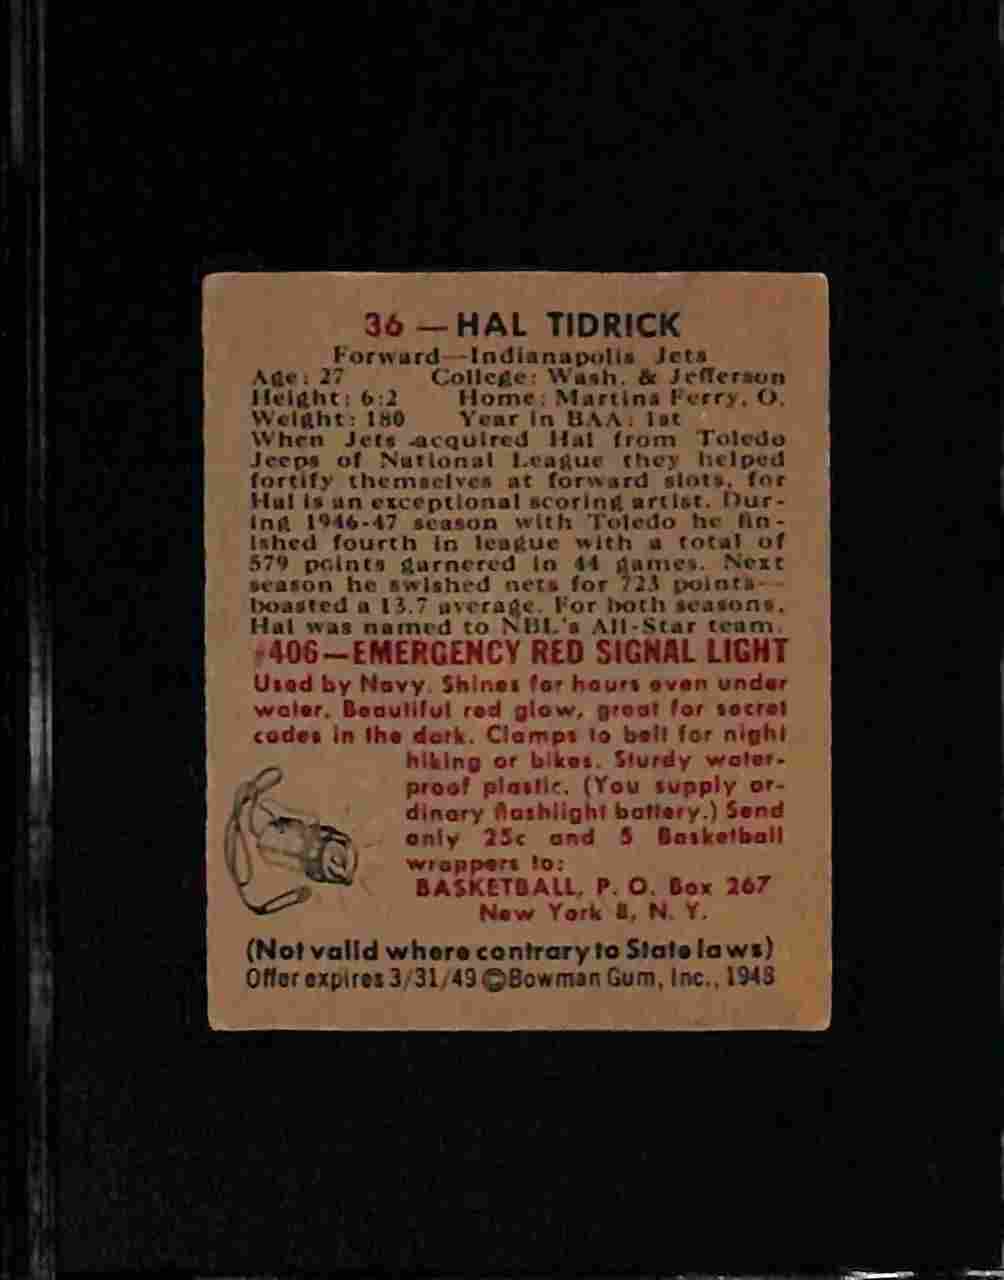 36 — HAL TIDRICK
Forward—Indianapolis Jets
Age: 27 College: Wash. & Jefferson
Height: 6:2 Home: Martins Ferry, O.
Weight: 180 Year in BAA: 1st
When Jets acquired Hal from Toledo
Jeeps of National League they helped
fortify themselves at forward slots, for
Hal is an exceptional scoring artist. Dur-
ing 1946-47 season with Toledo he fin-
ished fourth in league with a total of
579 points garnered in 44 games. Next
season he swished nets for 723 points—
boasted a 13.7 average. For both seasons,
Hal was named to NBL's All-Star team.
#406—EMERGENCY RED SIGNAL LIGHT
Used by Navy. Shines for hours even under
water. Beautiful red glow, great for secret
codes in the dark. Clamps to belt for night
hiking or bikes. Sturdy water-
proof plastic. (You supply or-
dinary flashlight battery.) Send
only 25c and 5 Basketball
wrappers to:
BASKETBALL, P. O. Box 267
New York 8, N. Y.
(Not valid where contrary to State laws)
Offer expires 3/31/49 ©Bowman Gum, Inc., 1948